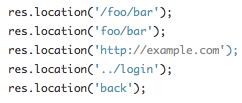 res.location('/foo/bar');
res.location('foo/bar');
res.location('http://example.com');
res.location('../login');
res.location('back');